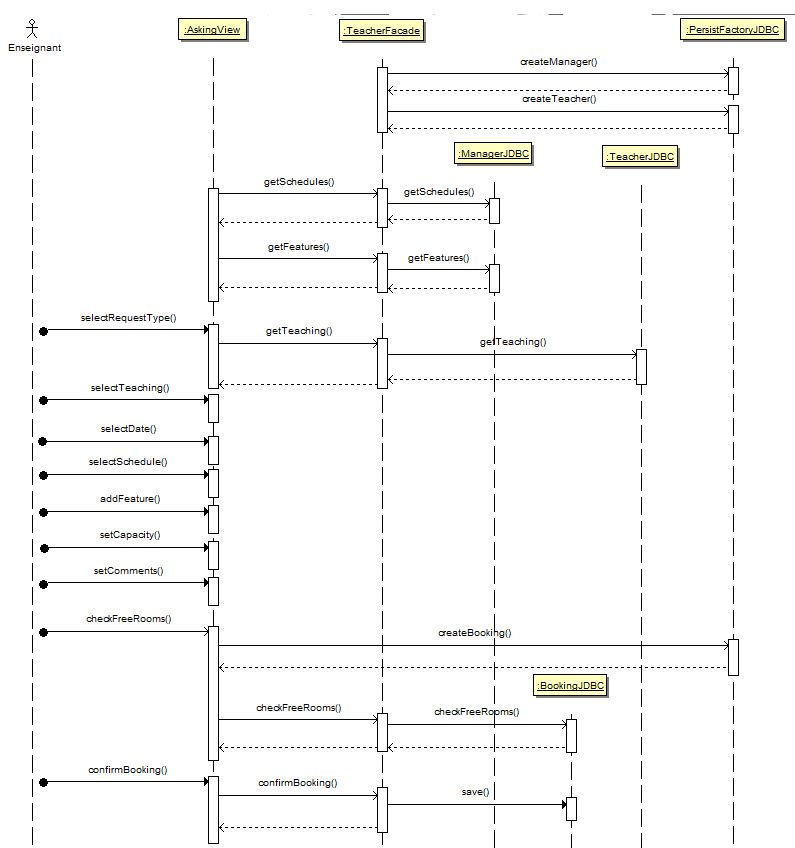 Enseignant
:AskingView
:TeacherFacade
:PersistFactoryJDBC
createManager()
createTeacher()
:ManagerJDBC
:TeacherJDBC
getSchedules()
getSchedules()
getFeatures()
getFeatures()
selectRequestType()
getTeaching()
getTeaching()
selectTeaching()
selectDate()
selectSchedule()
addFeature()
setCapacity()
setComments()
checkFreeRooms()
createBooking()
:BookingJDBC
checkFreeRooms()
checkFreeRooms()
confirmBooking()
confirmBooking()
save()